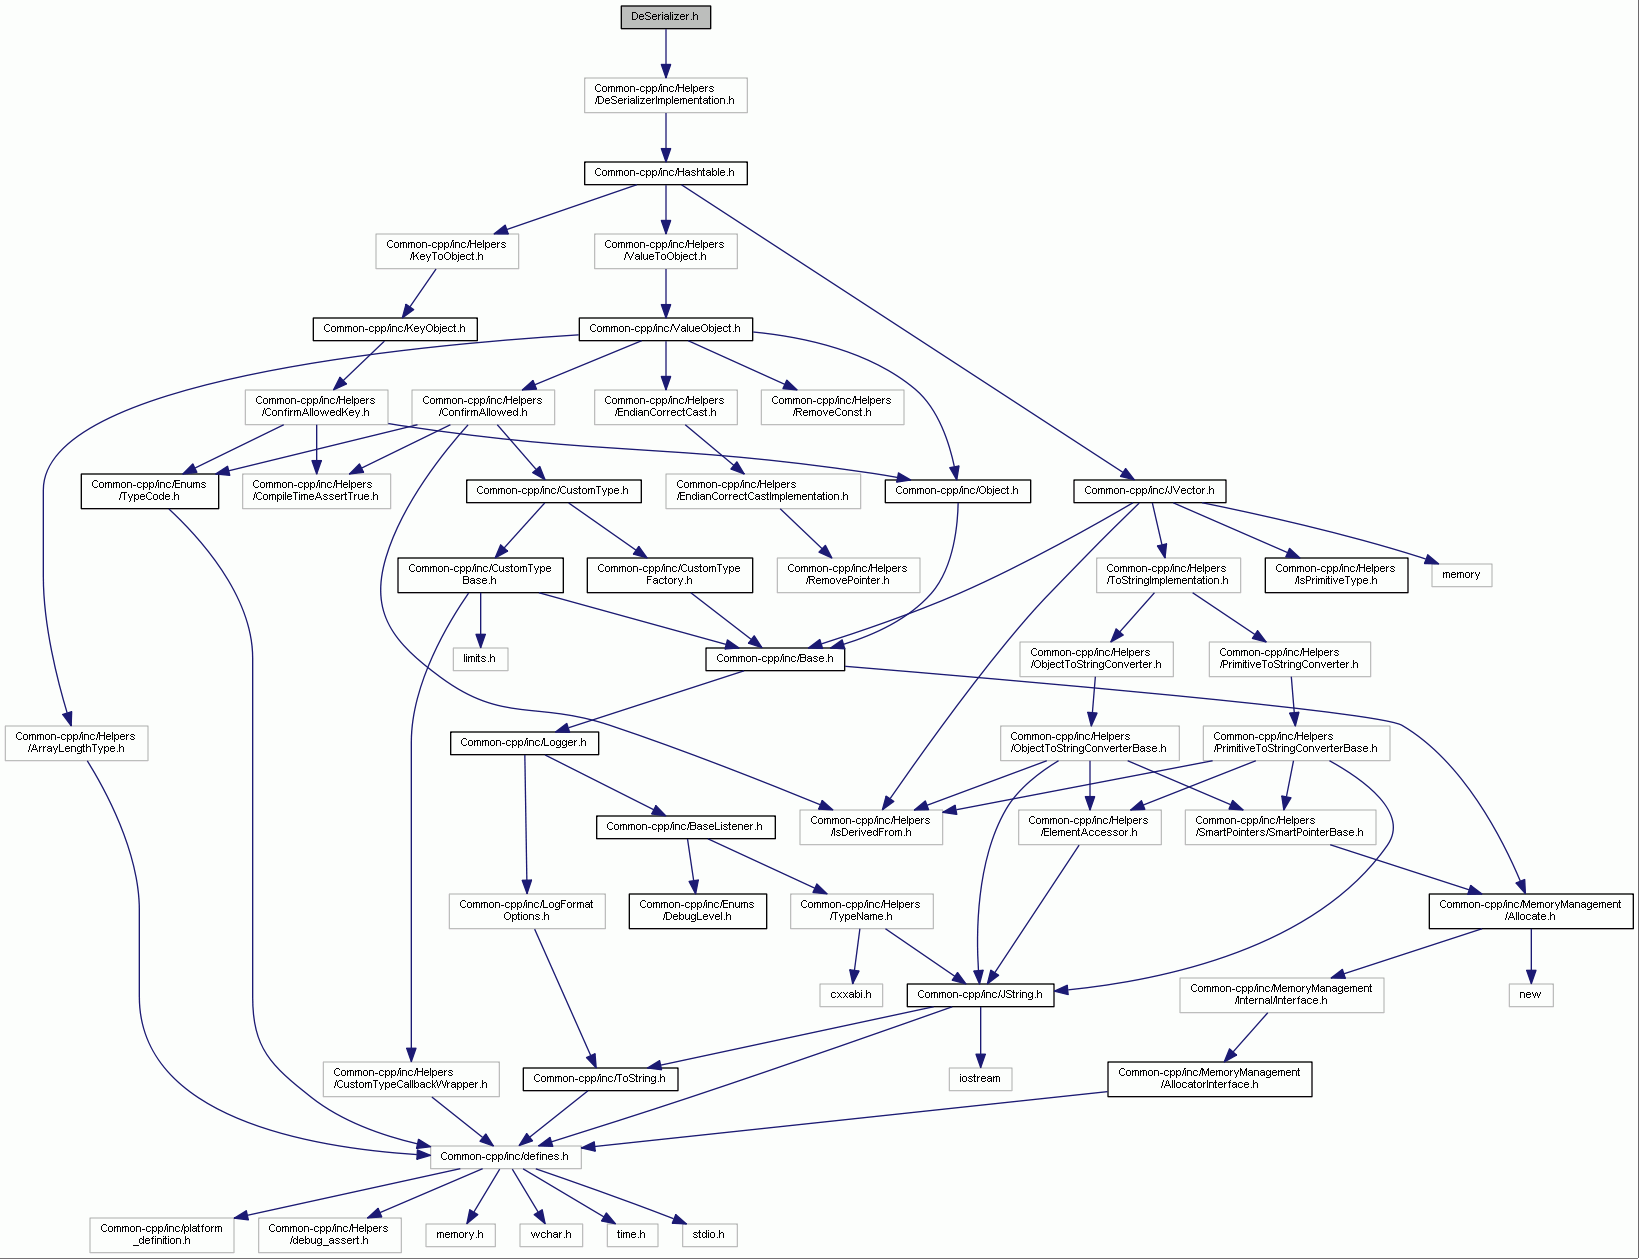 DeSerializer.h
Common-cpp/inc/Helpers
/DeSerializerImplementation.h
Common-cpp/inc/Hashtable.h
Common-cpp/inc/Helpers
/KeyToObject.h
Common-cpp/inc/Helpers
/ValueToObject.h
Common-cpp/inc/KeyObject.h
Common-cpp/inc/ValueObject.h
Common-cpp/inc/Helpers
/ConfirmAllowedKey.h
Common-cpp/inc/Helpers
/ConfirmAllowed.h
Common-cpp/inc/Helpers
/EndianCorrectCast.h
Common-cpp/inc/Helpers
/RemoveConst.h
Common-cpp/inc/Enums
/TypeCode.h
Common-cpp/inc/Helpers
/CompileTimeAssertTrue.h
Common-cpp/inc/CustomType.h
Common-cpp/inc/Helpers
/EndianCorrectCastImplementation.h
Common-cpp/inc/Object.h
Common-cpp/inc/JVector.h
Common-cpp/inc/CustomType
Base.h
Common-cpp/inc/CustomType
Factory.h
Common-cpp/inc/Helpers
/RemovePointer.h
Common-cpp/inc/Helpers
/ToStringImplementation.h
Common-cpp/inc/Helpers
/IsPrimitiveType.h
memory
limits.h
Common-cpp/inc/Base.h
Common-cpp/inc/Helpers
/ObjectToStringConverter.h
Common-cpp/inc/Helpers
/PrimitiveToStringConverter.h
Common-cpp/inc/Helpers
/ArrayLengthType.h
Common-cpp/inc/Logger.h
Common-cpp/inc/Helpers
/ObjectToStringConverterBase.h
Common-cpp/inc/Helpers
/PrimitiveToStringConverterBase.h
Common-cpp/inc/BaseListener.h
Common-cpp/inc/Helpers
/IsDerivedFrom.h
Common-cpp/inc/Helpers
/ElementAccessor.h
Common-cpp/inc/Helpers
/SmartPointers/SmartPointerBase.h
Common-cpp/inc/LogFormat
Options.h
Common-cpp/inc/Enums
/DebugLevel.h
Common-cpp/inc/Helpers
/TypeName.h
Common-cpp/inc/MemoryManagement
/Allocate.h
cxxabi.h
Common-cpp/inc/JString.h
Common-cpp/inc/MemoryManagement
/Internal/Interface.h
new
Common-cpp/inc/Helpers
/CustomTypeCallbackWrapper.h
Common-cpp/inc/ToString.h
iostream
Common-cpp/inc/MemoryManagement
/AllocatorInterface.h
Common-cpp/inc/defines.h
Common-cpp/inc/platform
_definition.h
Common-cpp/inc/Helpers
/debug_assert.h
memory.h
wchar.h
time.h
stdio.h